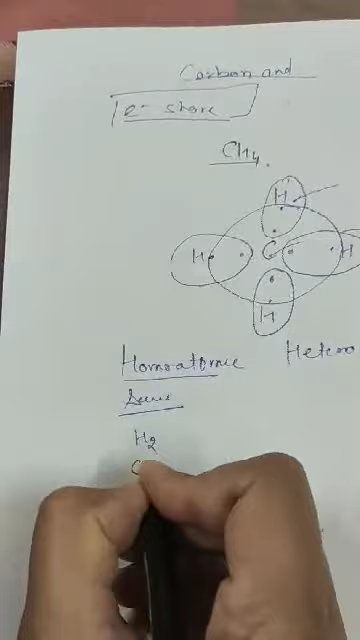 Carbon and
e- share
CH4.
H
H C H
H
Homoatomic Hetero
Same
H2